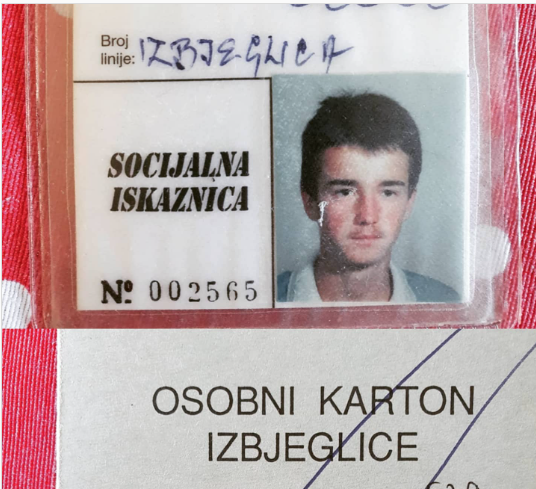 Broj
linije: IZBJEGLICA
SOCIJALNA
ISKAZNICA
Nº 002565
OSOBNI KARTON
IZBJEGLICE